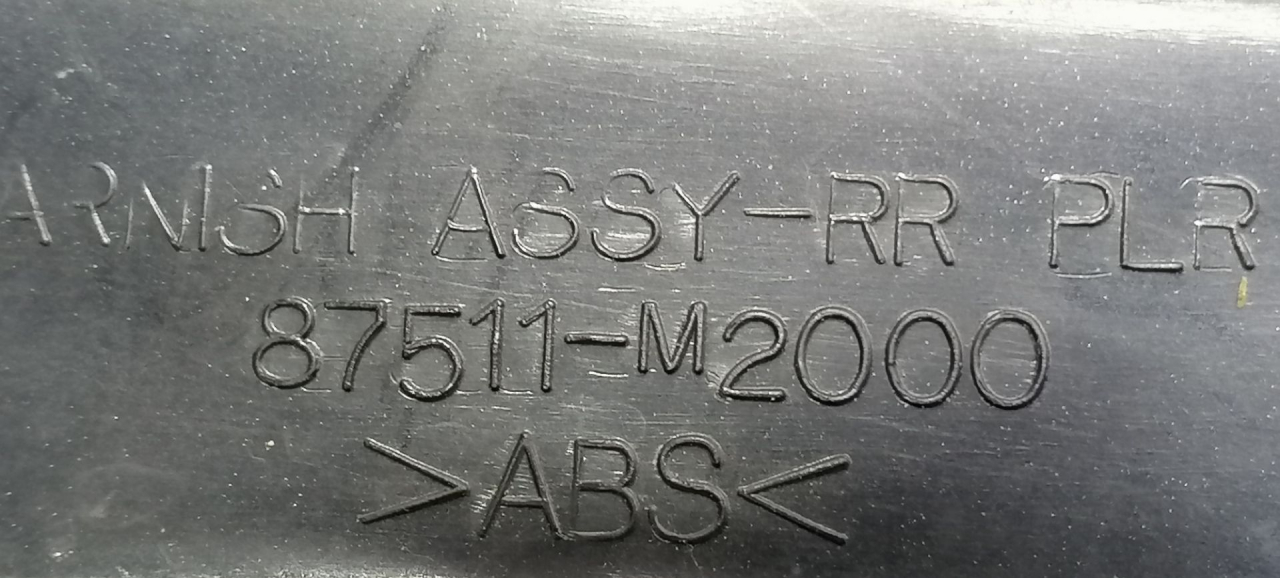 ARNISH ASSY-RR PLR
87511-M2000
>ABS<